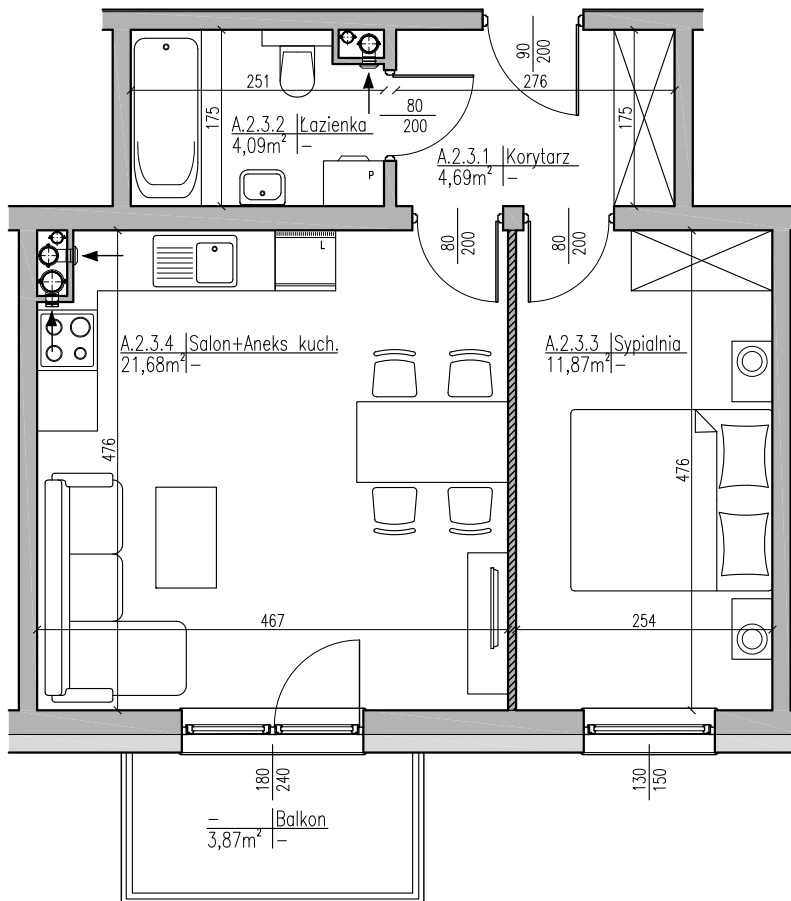 90
200
251
276
175
80
200
175
A.2.3.2 Łazienka
4,09m² –
A.2.3.1 Korytarz
4,69m² –
P
80
200
80
200
L
A.2.3.4 Salon+Aneks kuch.
21,68m² –
A.2.3.3 Sypialnia
11,87m² –
476
476
467
254
180
240
130
150
– Balkon
3,87m² –